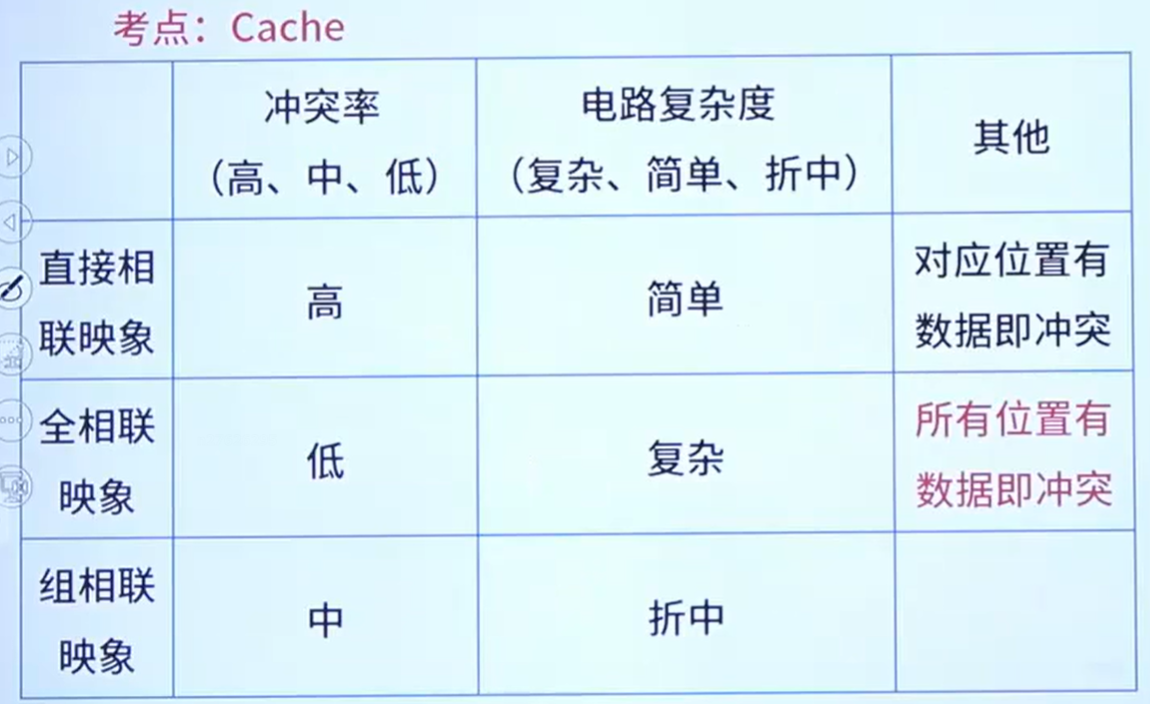 考点：Cache
冲突率
（高、中、低）
电路复杂度
（复杂、简单、折中）
其他
直接相
联映象
高
简单
对应位置有
数据即冲突
全相联
映象
低
复杂
所有位置有
数据即冲突
组相联
映象
中
折中